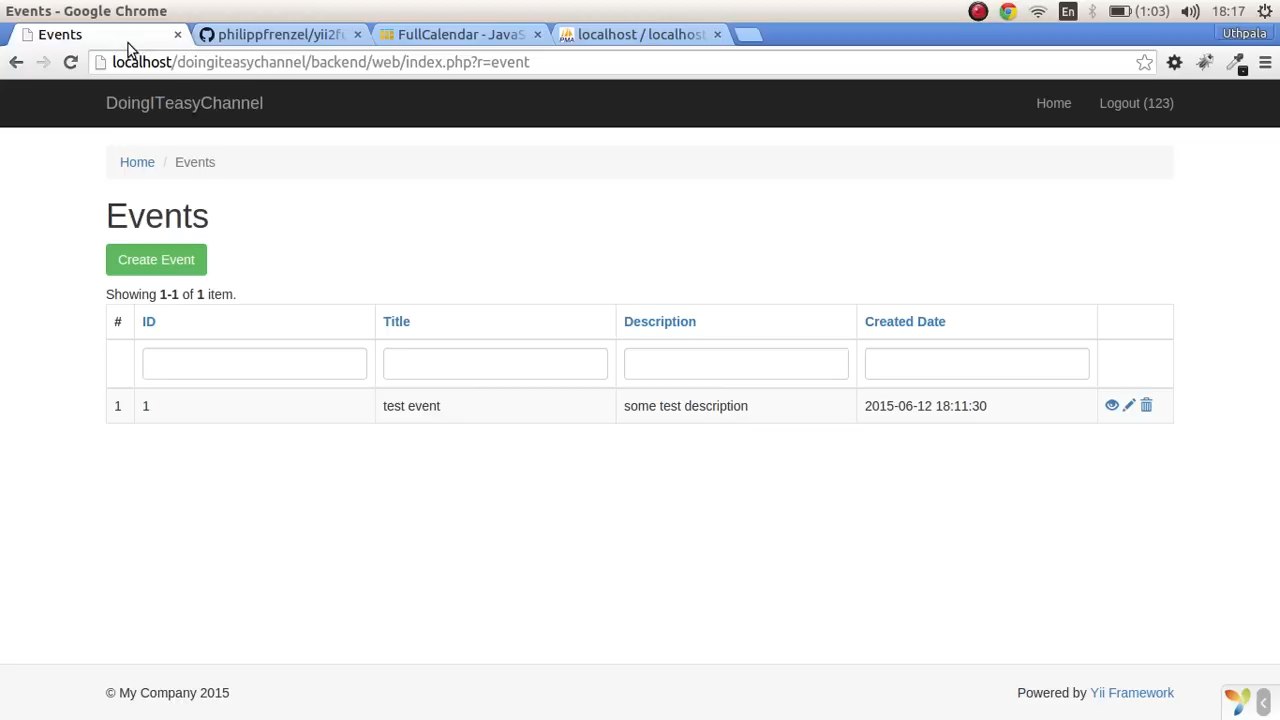 Events - Google Chrome
En
(1:03)
18:17
Events
philippfrenzel/yii2fu
FullCalendar - JavaS
localhost / localhost
Uthpala
localhost/doingiteasychannel/backend/web/index.php?r=event
DoingITeasyChannel
Home
Logout (123)
Home / Events
Events
Create Event
Showing 1-1 of 1 item.
# ID Title Description Created Date
1 1 test event some test description 2015-06-12 18:11:30
© My Company 2015
Powered by Yii Framework